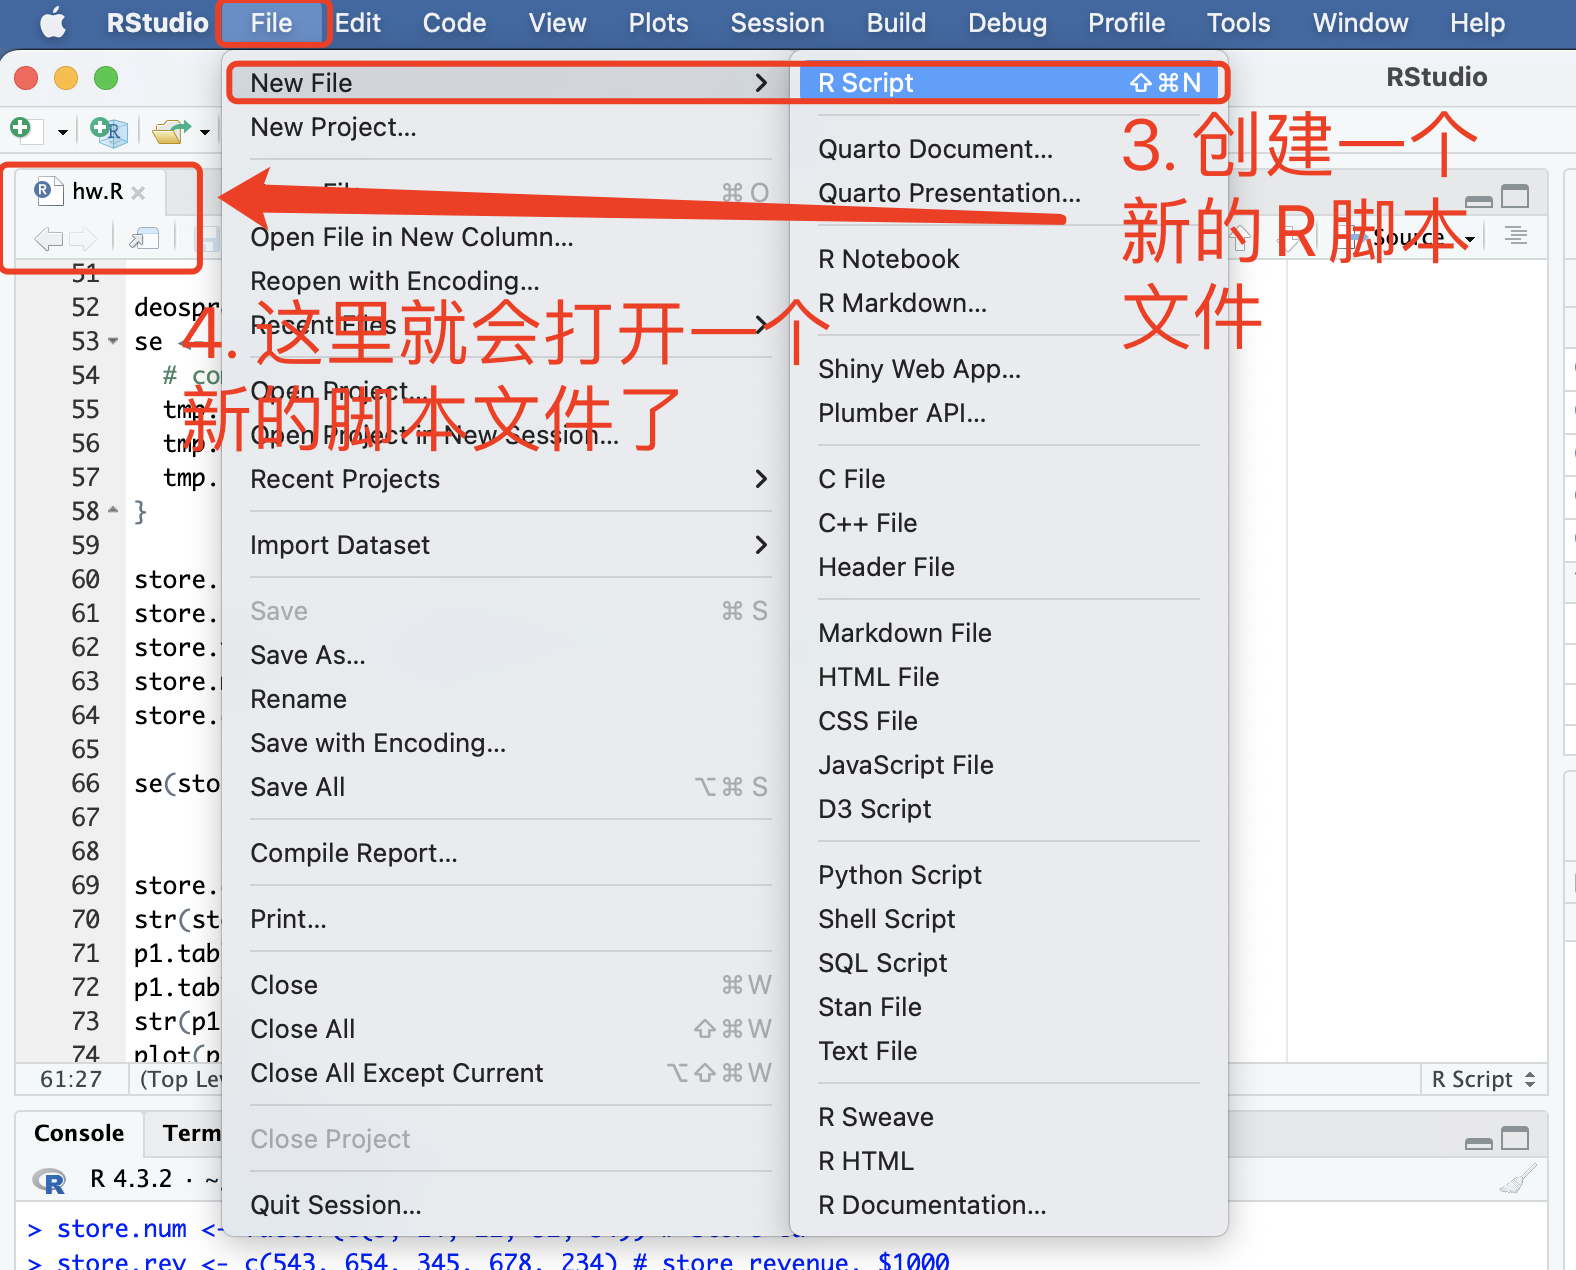 RStudio File Edit Code View Plots Session Build Debug Profile Tools Window Help
RStudio
New File
New Project...
⌘ O
Open File in New Column...
Reopen with Encoding...
Recent Files
Open Project...
Open Project in New Session...
Recent Projects
Import Dataset
Save ⌘ S
Save As...
Rename
Save with Encoding...
Save All ⌥⌘ S
Compile Report...
Print...
Close ⌘W
Close All ⇧⌘W
Close All Except Current ⌥⇧⌘W
Close Project
Quit Session...
R Script ⇧⌘N
Quarto Document...
Quarto Presentation...
R Notebook
R Markdown...
Shiny Web App...
Plumber API...
C File
C++ File
Header File
Markdown File
HTML File
CSS File
JavaScript File
D3 Script
Python Script
Shell Script
SQL Script
Stan File
Text File
R Sweave
R HTML
R Documentation...
3. 创建一个
新的 R 脚本
文件
4. 这里就会打开一个
新的脚本文件了
hw.R
Source
51
52 deospr
53 se <
54 # co
55 tmp.
56 tmp.
57 tmp.
58 }
59
60 store.
61 store.
62 store.
63 store.
64 store.
65
66 se(sto
67
68
69 store.
70 str(st
71 p1.tab
72 p1.tab
73 str(p1
74 plot(p
61:27 (Top Le
R Script
Console Term
R 4.3.2 · ~
> store.num <-
> store.rev <- c(543, 654, 345, 678, 234) # store revenue, $1000